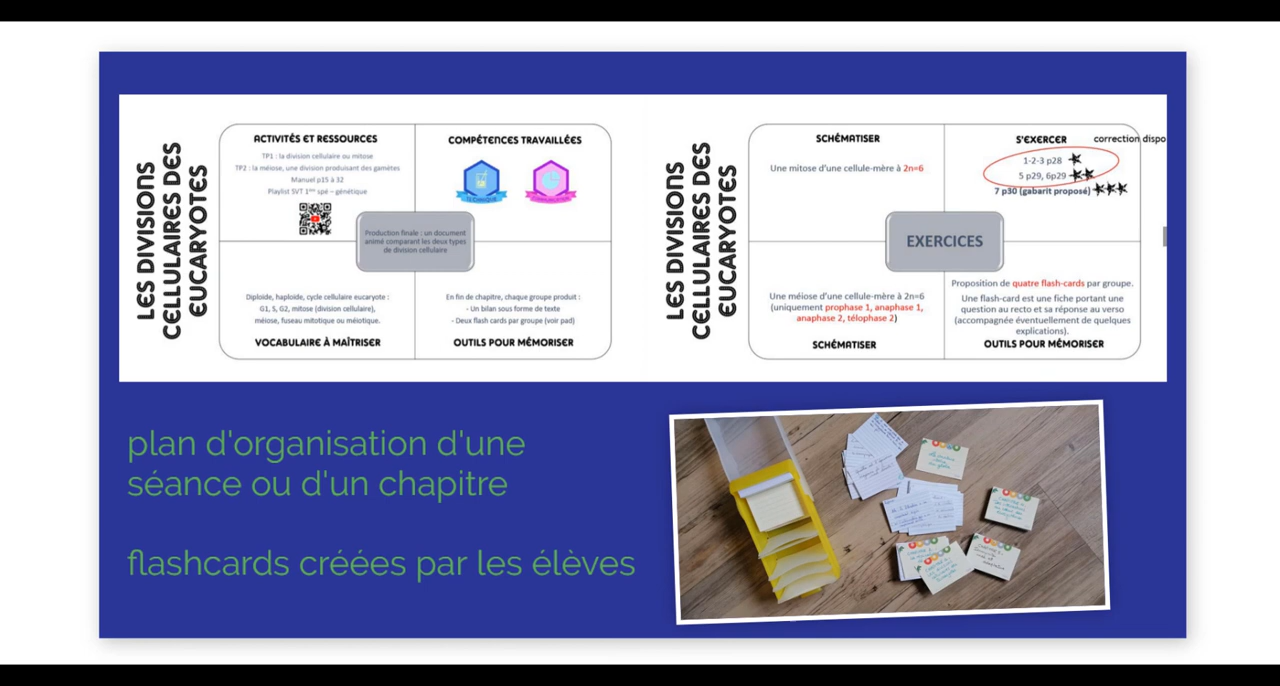 LES DIVISIONS
CELLULAIRES DES
EUCARYOTES
ACTIVITÉS ET RESSOURCES
TP1 : la division cellulaire ou mitose
TP2 : la méiose, une division produisant des gamètes
Manuel p15 à 32
Playlist SVT 1ère spé – génétique
COMPÉTENCES TRAVAILLÉES
Production finale : un document
animé comparant les deux types
de division cellulaire
Diploïde, haploïde, cycle cellulaire eucaryote :
G1, S, G2, mitose (division cellulaire),
méiose, fuseau mitotique ou méiotique.
VOCABULAIRE À MAÎTRISER
En fin de chapitre, chaque groupe produit :
- Un bilan sous forme de texte
- Deux flash cards par groupe (voir pad)
OUTILS POUR MÉMORISER
LES DIVISIONS
CELLULAIRES DES
EUCARYOTES
SCHÉMATISER
Une mitose d'une cellule-mère à 2n=6
S'EXERCER correction dispo
1-2-3 p28
5 p29, 6p29
7 p30 (gabarit proposé)
EXERCICES
Une méiose d'une cellule-mère à 2n=6
(uniquement prophase 1, anaphase 1,
anaphase 2, télophase 2)
SCHÉMATISER
Proposition de quatre flash-cards par groupe.
Une flash-card est une fiche portant une
question au recto et sa réponse au verso
(accompagnée éventuellement de quelques
explications).
OUTILS POUR MÉMORISER
plan d'organisation d'une
séance ou d'un chapitre
flashcards créées par les élèves